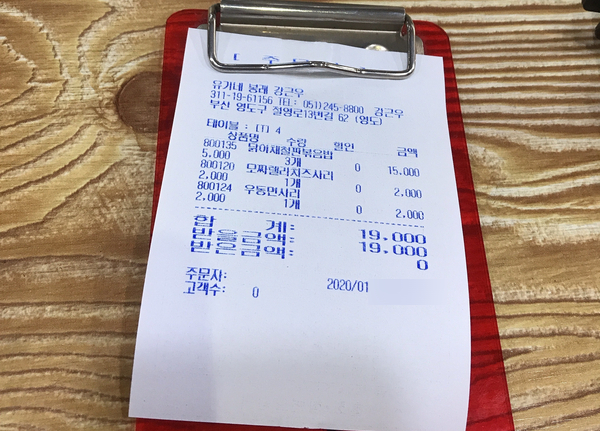 유가네 봉래 강근우
311-19-61156 TEL: 051)245-8800 강근우
부산 영도구 절영로13번길 62 (영도)
테이블 : [T] 4
상품명 수량 할인 금액
800135 닭야채철판볶음밥
5,000 3개 0 15,000
800120 모짜렐라치즈사리
2,000 1개 0 2,000
800124 우동면사리
2,000 1개 0 2,000
합 계: 19,000
받을금액: 19,000
받은금액: 0
주문자:
고객수: 0 2020/01